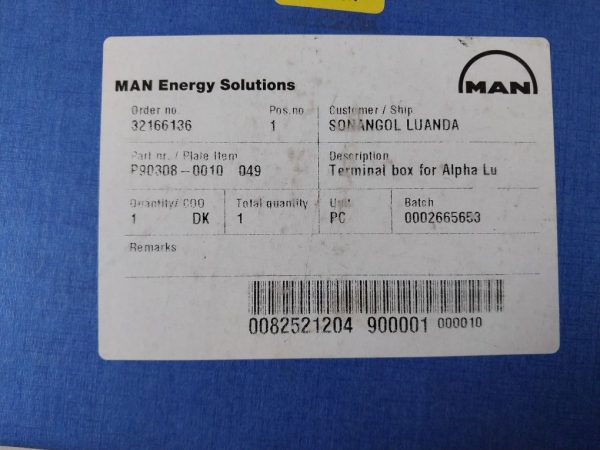 MAN Energy Solutions
MAN
Order no.
Pos.no
Customer / Ship
32166136
1
SONANGOL LUANDA
Part nr. / Plate Item
Description
P90308-0010 049
Terminal box for Alpha Lu
Quantity/ COO
Total quantity
Unit
Batch
1 DK
1
PC
0002665653
Remarks
0082521204 900001 000010